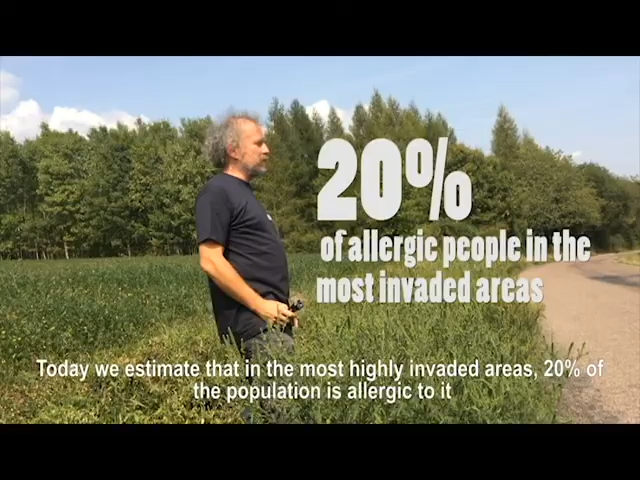 20%
of allergic people in the
most invaded areas
Today we estimate that in the most highly invaded areas, 20% of
the population is allergic to it